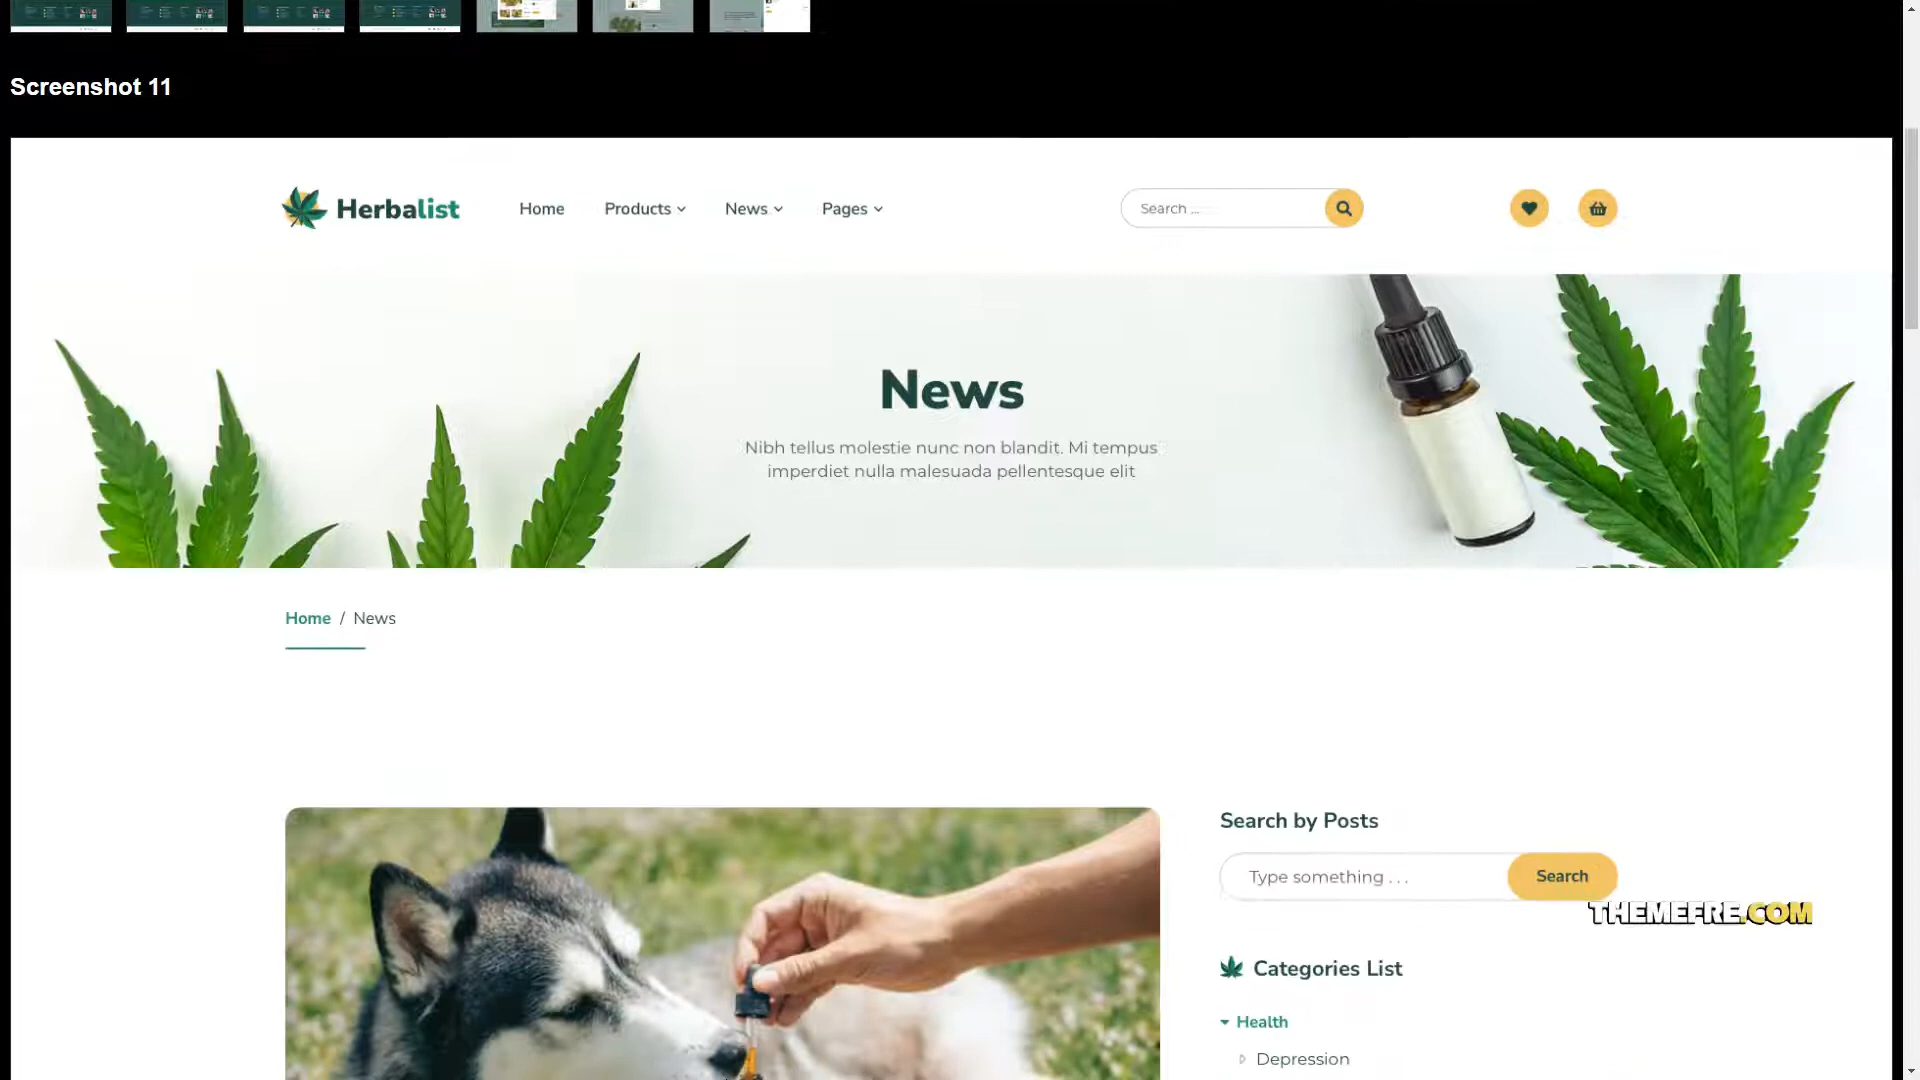 Screenshot 11
Herbalist
Home
Products
News
Pages
Search ...
News
Nibh tellus molestie nunc non blandit. Mi tempus
imperdiet nulla malesuada pellentesque elit
Home / News
Search by Posts
Type something . . .
Search
THEMEFRE.COM
Categories List
Health
Depression